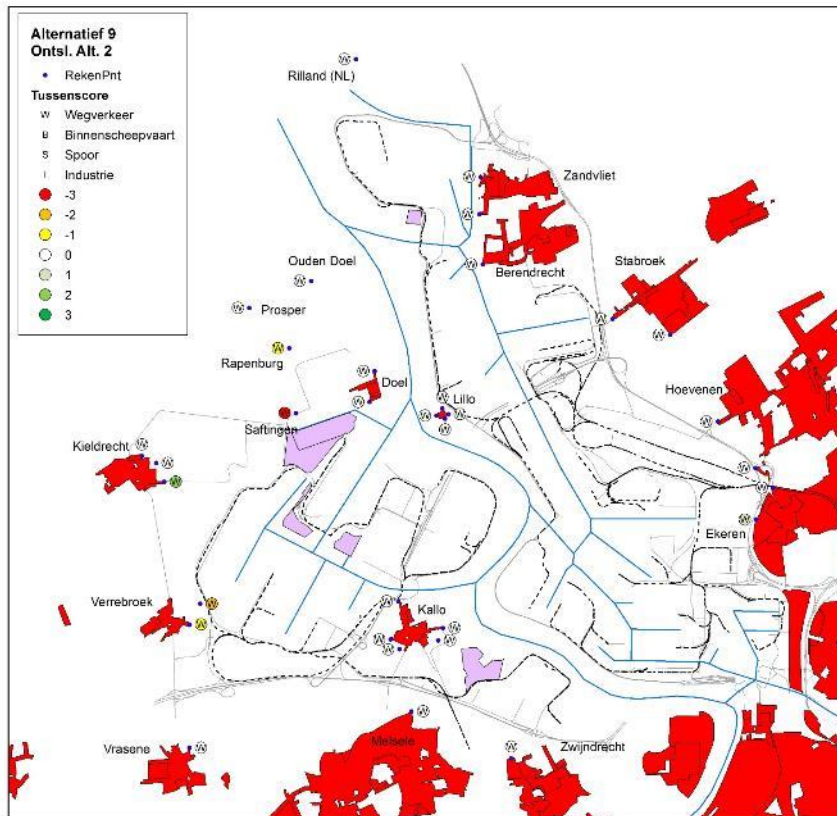 Alternatief 9
Ontsl. Alt. 2
RekenPnt
Tussenscore
W Wegverkeer
B Binnenscheepvaart
S Spoor
I Industrie
-3
-2
-1
0
1
2
3
W
Rilland (NL)
W
Zandvliet
W
Ouden Doel
W
W
Berendrecht
Stabroek
W
Prosper
W
W
W
Rapenburg
W
Doel
W
Hoevenen
W
Lillo
W
W
W
W
W
Saftingen
W
Kieldrecht
W
W
W
W
W
W
Ekeren
Verrebroek
W
W
W
Kallo
W
W
W
W
W
Melsele
Vrasene
W
W
Zwijndrecht